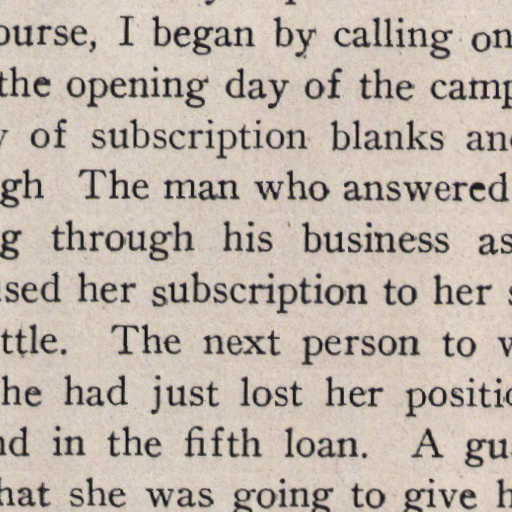 ourse, I began by calling on
the opening day of the camp
y of subscription blanks an
gh The man who answered
g through his business as
sed her subscription to her s
ttle. The next person to w
he had just lost her positio
nd in the fifth loan. A gu
hat she was going to give h